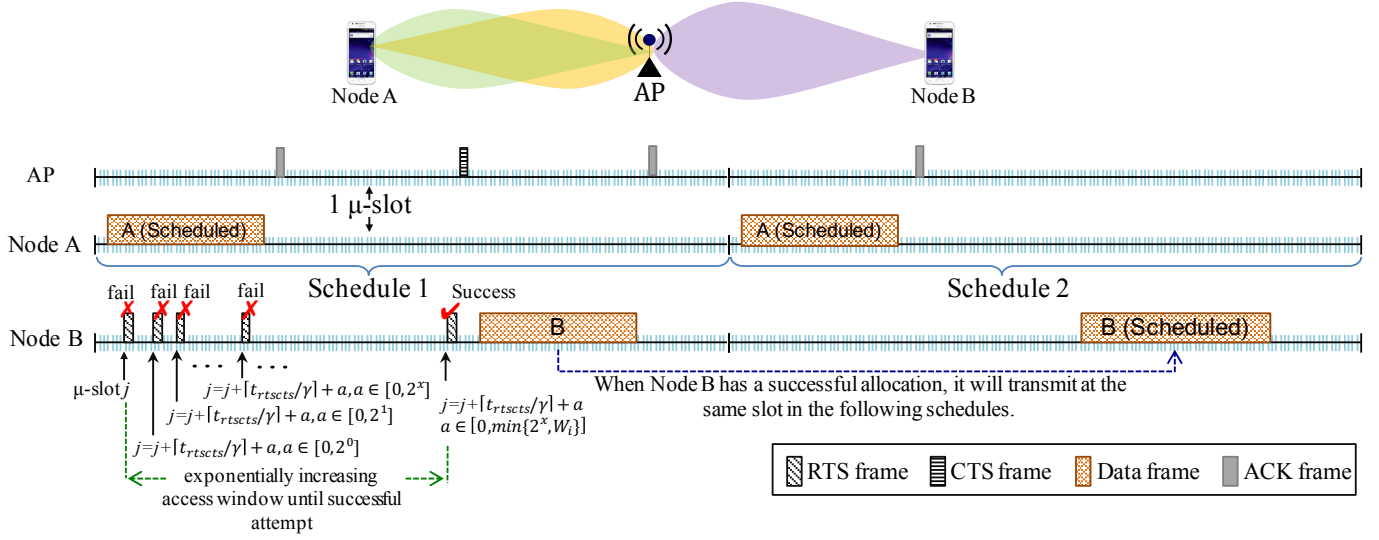 Node A
AP
Node B
AP
1 μ-slot
A (Scheduled)
A (Scheduled)
Node A
Schedule 1
Schedule 2
fail
fail
fail
fail
Success
B
B (Scheduled)
Node B
μ-slot j
. . .
. . .
j=j+⌈t_rtscts/γ⌉+a, a ∈ [0, 2^x]
j=j+⌈t_rtscts/γ⌉+a, a ∈ [0, 2^1]
j=j+⌈t_rtscts/γ⌉+a, a ∈ [0, 2^0]
j=j+⌈t_rtscts/γ⌉+a
a ∈ [0, min{2^x, W_i}]
When Node B has a successful allocation, it will transmit at the
same slot in the following schedules.
exponentially increasing
access window until successful
attempt
RTS frame
CTS frame
Data frame
ACK frame